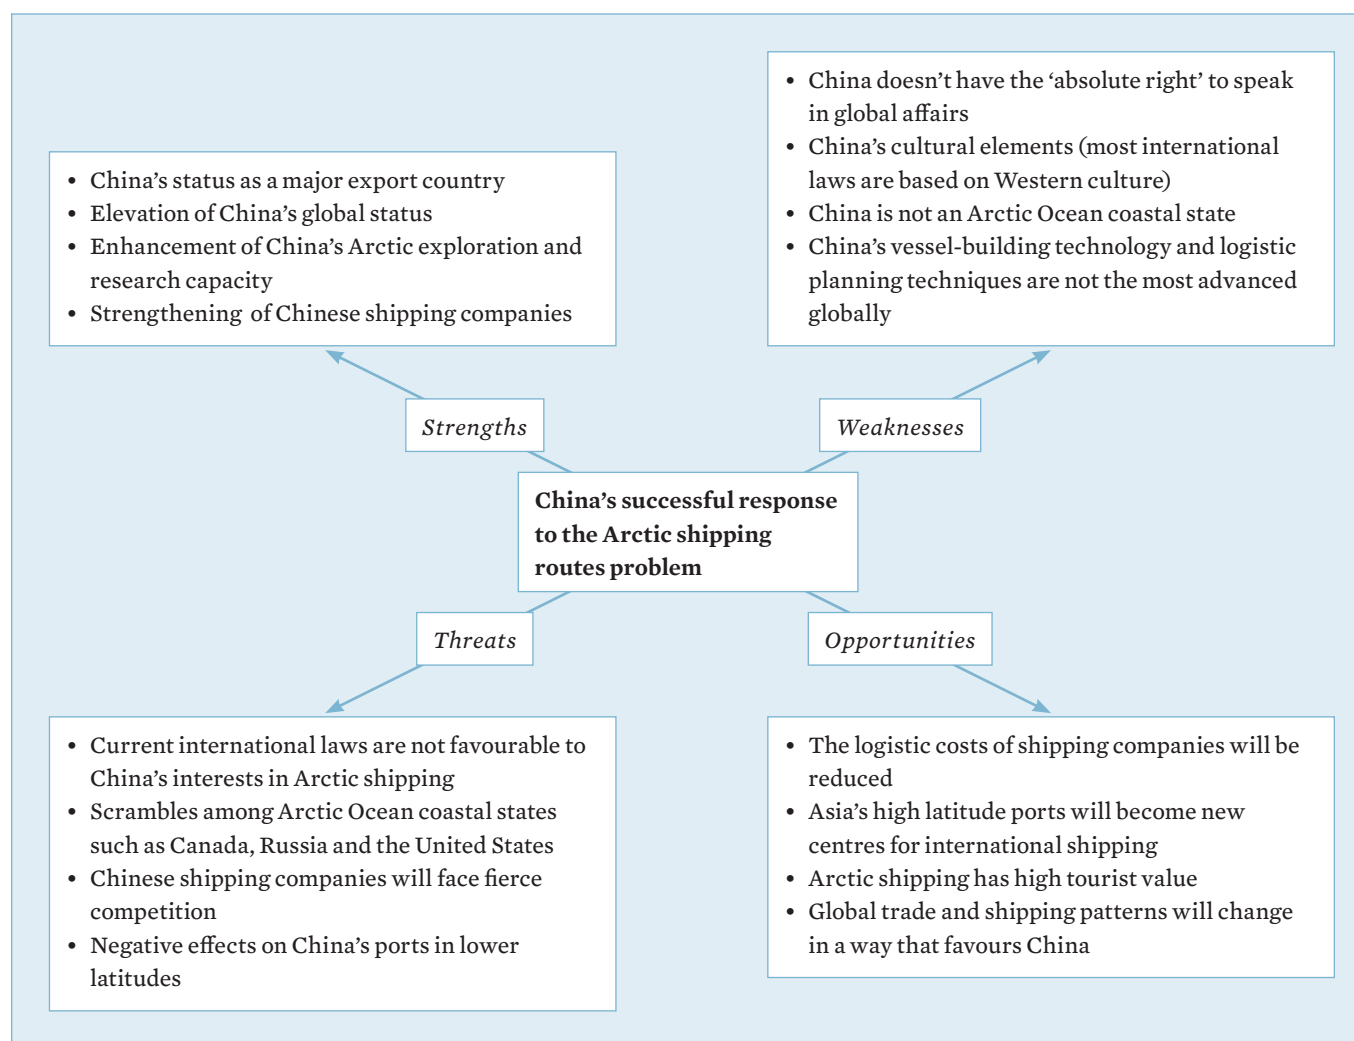 • China’s status as a major export country
• Elevation of China’s global status
• Enhancement of China’s Arctic exploration and
research capacity
• Strengthening of Chinese shipping companies
• China doesn’t have the ‘absolute right’ to speak
in global affairs
• China’s cultural elements (most international
laws are based on Western culture)
• China is not an Arctic Ocean coastal state
• China’s vessel-building technology and logistic
planning techniques are not the most advanced
globally
Strengths
Weaknesses
China’s successful response
to the Arctic shipping
routes problem
Threats
Opportunities
• Current international laws are not favourable to
China’s interests in Arctic shipping
• Scrambles among Arctic Ocean coastal states
such as Canada, Russia and the United States
• Chinese shipping companies will face fierce
competition
• Negative effects on China’s ports in lower
latitudes
• The logistic costs of shipping companies will be
reduced
• Asia’s high latitude ports will become new
centres for international shipping
• Arctic shipping has high tourist value
• Global trade and shipping patterns will change
in a way that favours China